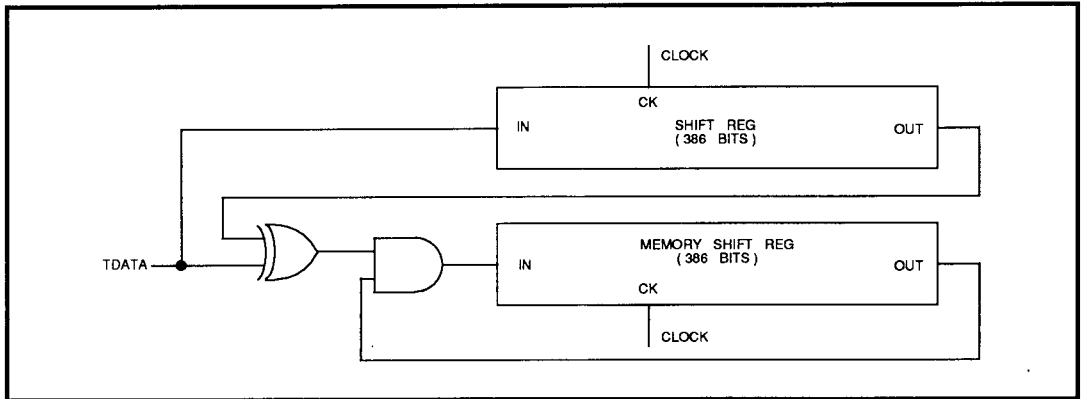 CLOCK
CK
IN
SHIFT REG
OUT
( 386 BITS )
TDATA
MEMORY SHIFT REG
( 386 BITS )
IN
OUT
CK
CLOCK